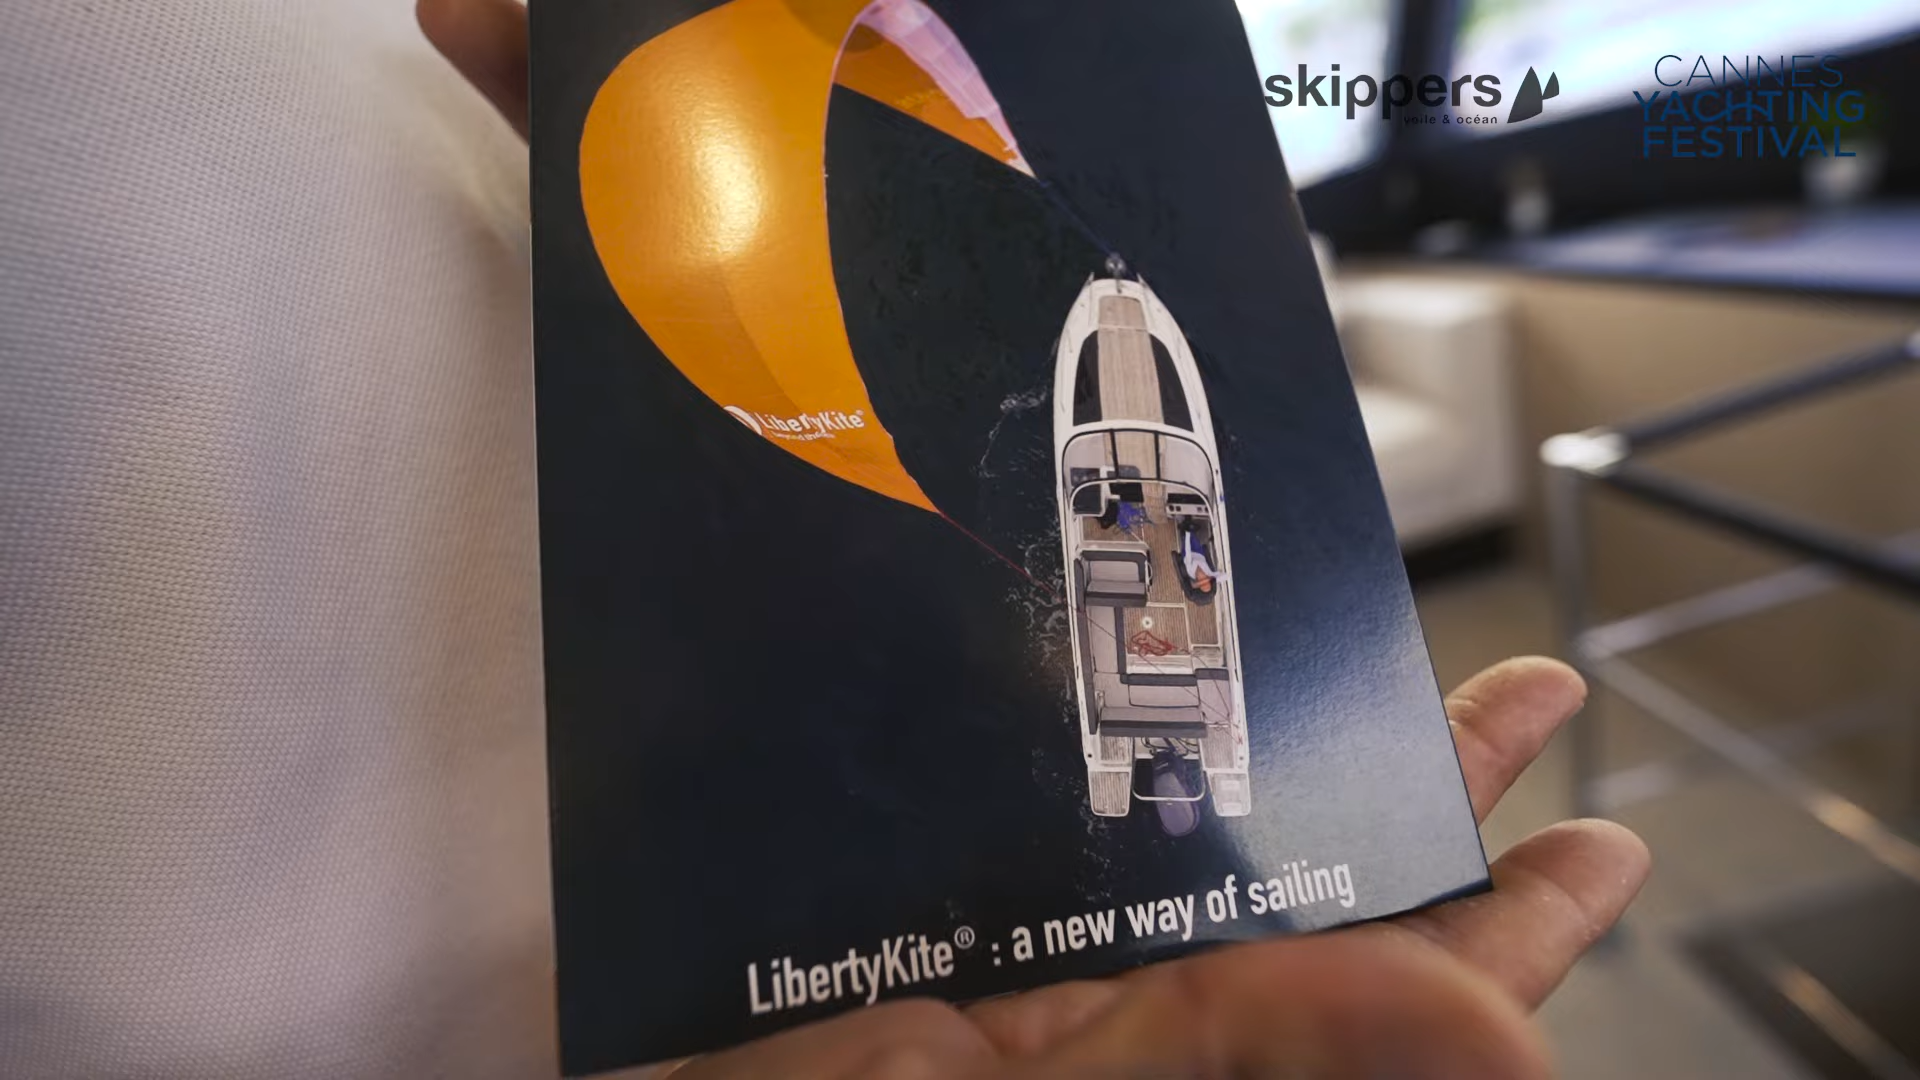 skippers
voile & océan
CANNES
YACHTING
FESTIVAL
LibertyKite®
LibertyKite® : a new way of sailing